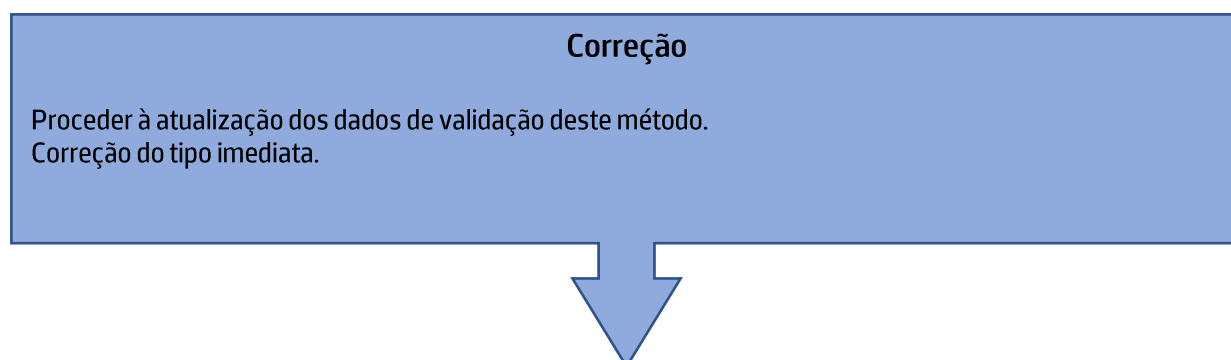 Correção
Proceder à atualização dos dados de validação deste método.
Correção do tipo imediata.